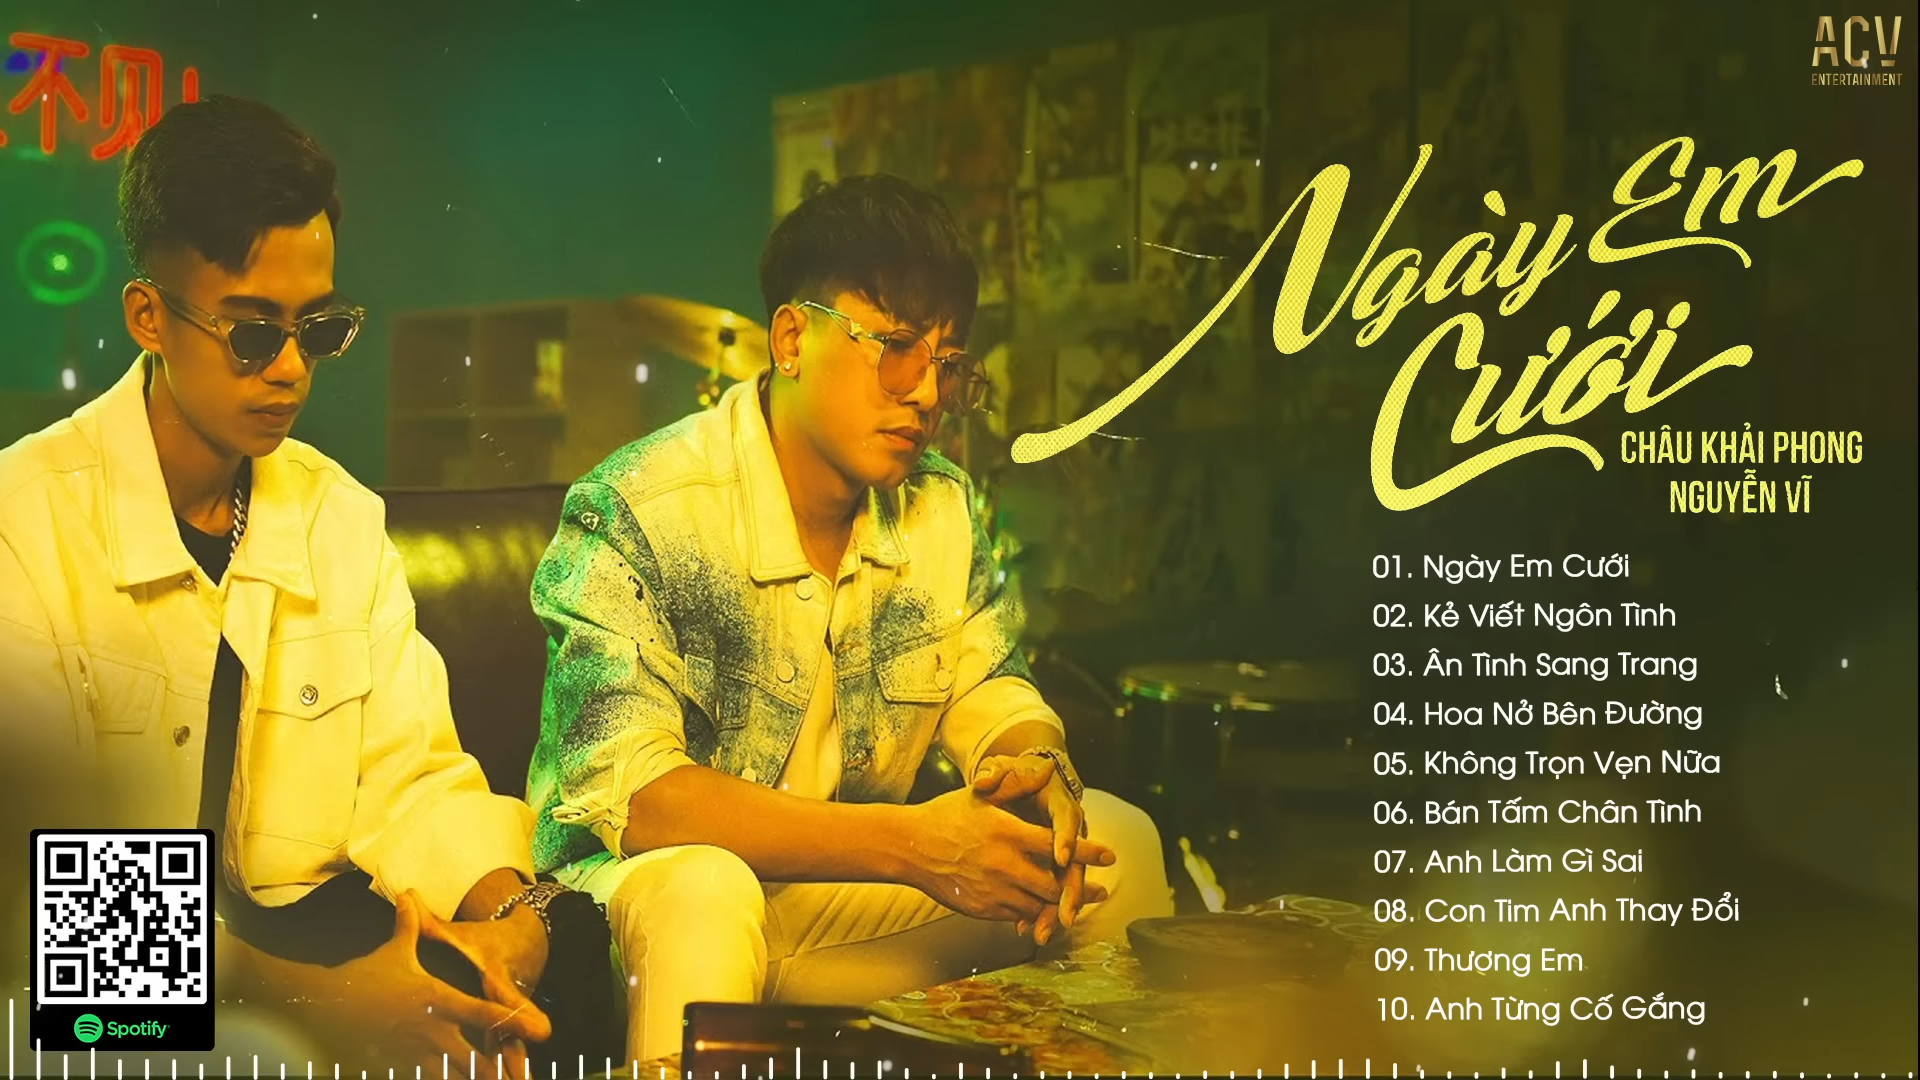 不见
ACV
ENTERTAINMENT
Ngày Em
Cưới
CHÂU KHẢI PHONG
NGUYỄN VĨ
01. Ngày Em Cưới
02. Kẻ Viết Ngôn Tình
03. Ân Tình Sang Trang
04. Hoa Nở Bên Đường
05. Không Trọn Vẹn Nữa
06. Bán Tấm Chân Tình
07. Anh Làm Gì Sai
08. Con Tim Anh Thay Đổi
09. Thương Em
10. Anh Từng Cố Gắng
Spotify